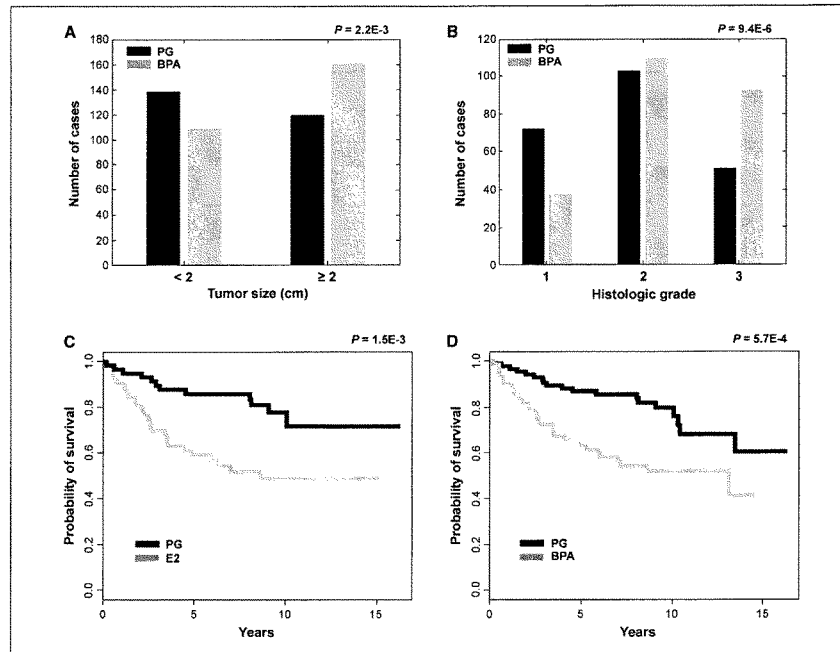 A
P = 2.2E-3
PG
BPA
Number of cases
180
160
140
120
100
80
60
40
20
0
< 2
≥ 2
Tumor size (cm)
B
P = 9.4E-6
PG
BPA
Number of cases
120
100
80
60
40
20
0
1
2
3
Histologic grade
C
P = 1.5E-3
Probability of survival
1.0
0.8
0.6
0.4
0.2
0.0
PG
E2
0
5
10
15
Years
D
P = 5.7E-4
Probability of survival
1.0
0.8
0.6
0.4
0.2
0.0
PG
BPA
0
5
10
15
Years